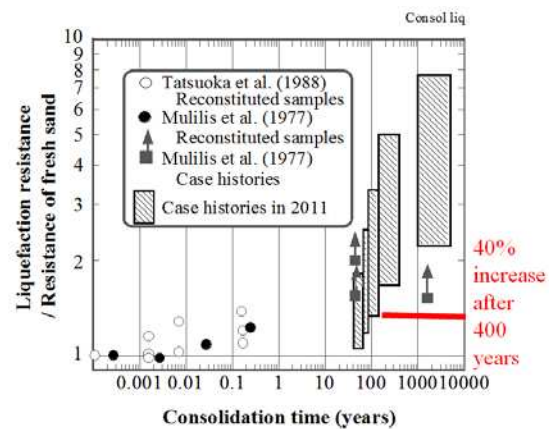 Consol liq
10
8
7
6
5
4
3
2
1
Liquefaction resistance
/ Resistance of fresh sand
Tatsuoka et al. (1988)
Reconstituted samples
Mulilis et al. (1977)
Reconstituted samples
Mulilis et al. (1977)
Case histories
Case histories in 2011
40%
increase
after
400
years
0.001 0.01 0.1 1 10 100 1000 10000
Consolidation time (years)